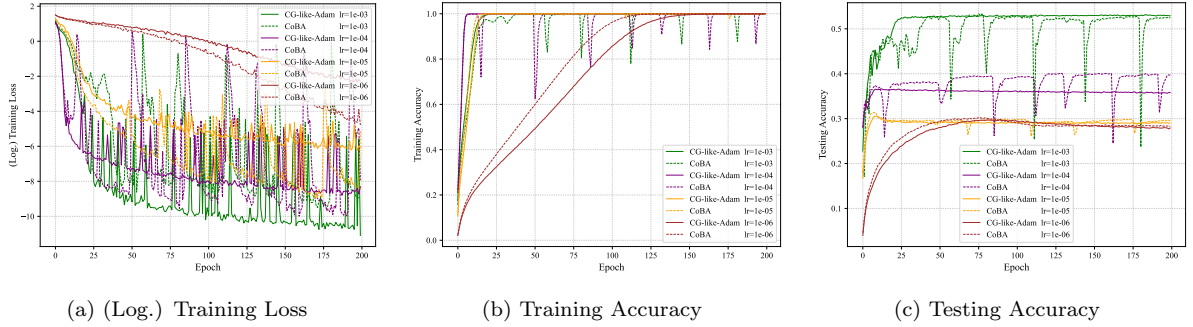 2
0
−2
−4
−6
−8
−10
(Log.) Training Loss
CG-like-Adam lr=1e-03
CoBA lr=1e-03
CG-like-Adam lr=1e-04
CoBA lr=1e-04
CG-like-Adam lr=1e-05
CoBA lr=1e-05
CG-like-Adam lr=1e-06
CoBA lr=1e-06
0 25 50 75 100 125 150 175 200
Epoch
(a) (Log.) Training Loss
1.0
0.8
0.6
0.4
0.2
0.0
Training Accuracy
CG-like-Adam lr=1e-03
CoBA lr=1e-03
CG-like-Adam lr=1e-04
CoBA lr=1e-04
CG-like-Adam lr=1e-05
CoBA lr=1e-05
CG-like-Adam lr=1e-06
CoBA lr=1e-06
0 25 50 75 100 125 150 175 200
Epoch
(b) Training Accuracy
0.5
0.4
0.3
0.2
0.1
Testing Accuracy
CG-like-Adam lr=1e-03
CoBA lr=1e-03
CG-like-Adam lr=1e-04
CoBA lr=1e-04
CG-like-Adam lr=1e-05
CoBA lr=1e-05
CG-like-Adam lr=1e-06
CoBA lr=1e-06
0 25 50 75 100 125 150 175 200
Epoch
(c) Testing Accuracy